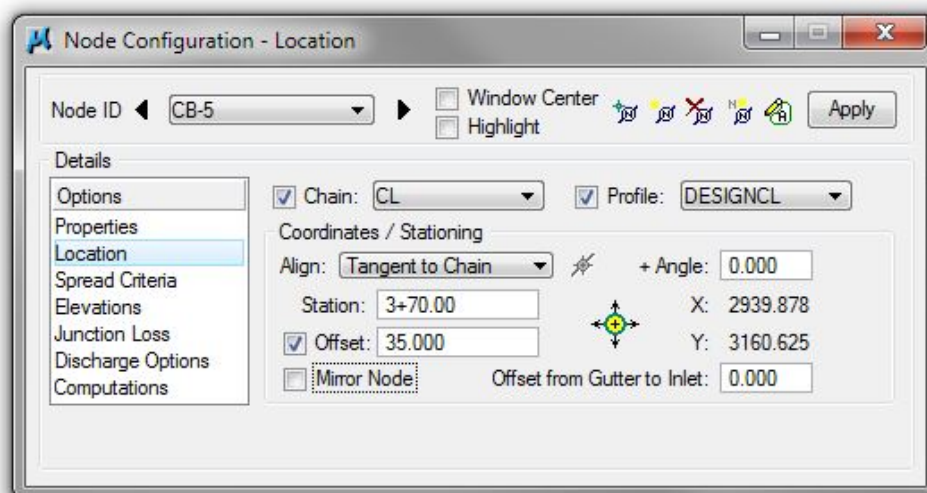 Node Configuration - Location
Node ID CB-5 Window Center Apply
Highlight
Details
Options Chain: CL Profile: DESIGNCL
Properties Coordinates / Stationing
Location Align: Tangent to Chain + Angle: 0.000
Spread Criteria
Elevations Station: 3+70.00 X: 2939.878
Junction Loss Offset: 35.000 Y: 3160.625
Discharge Options
Computations Mirror Node Offset from Gutter to Inlet: 0.000